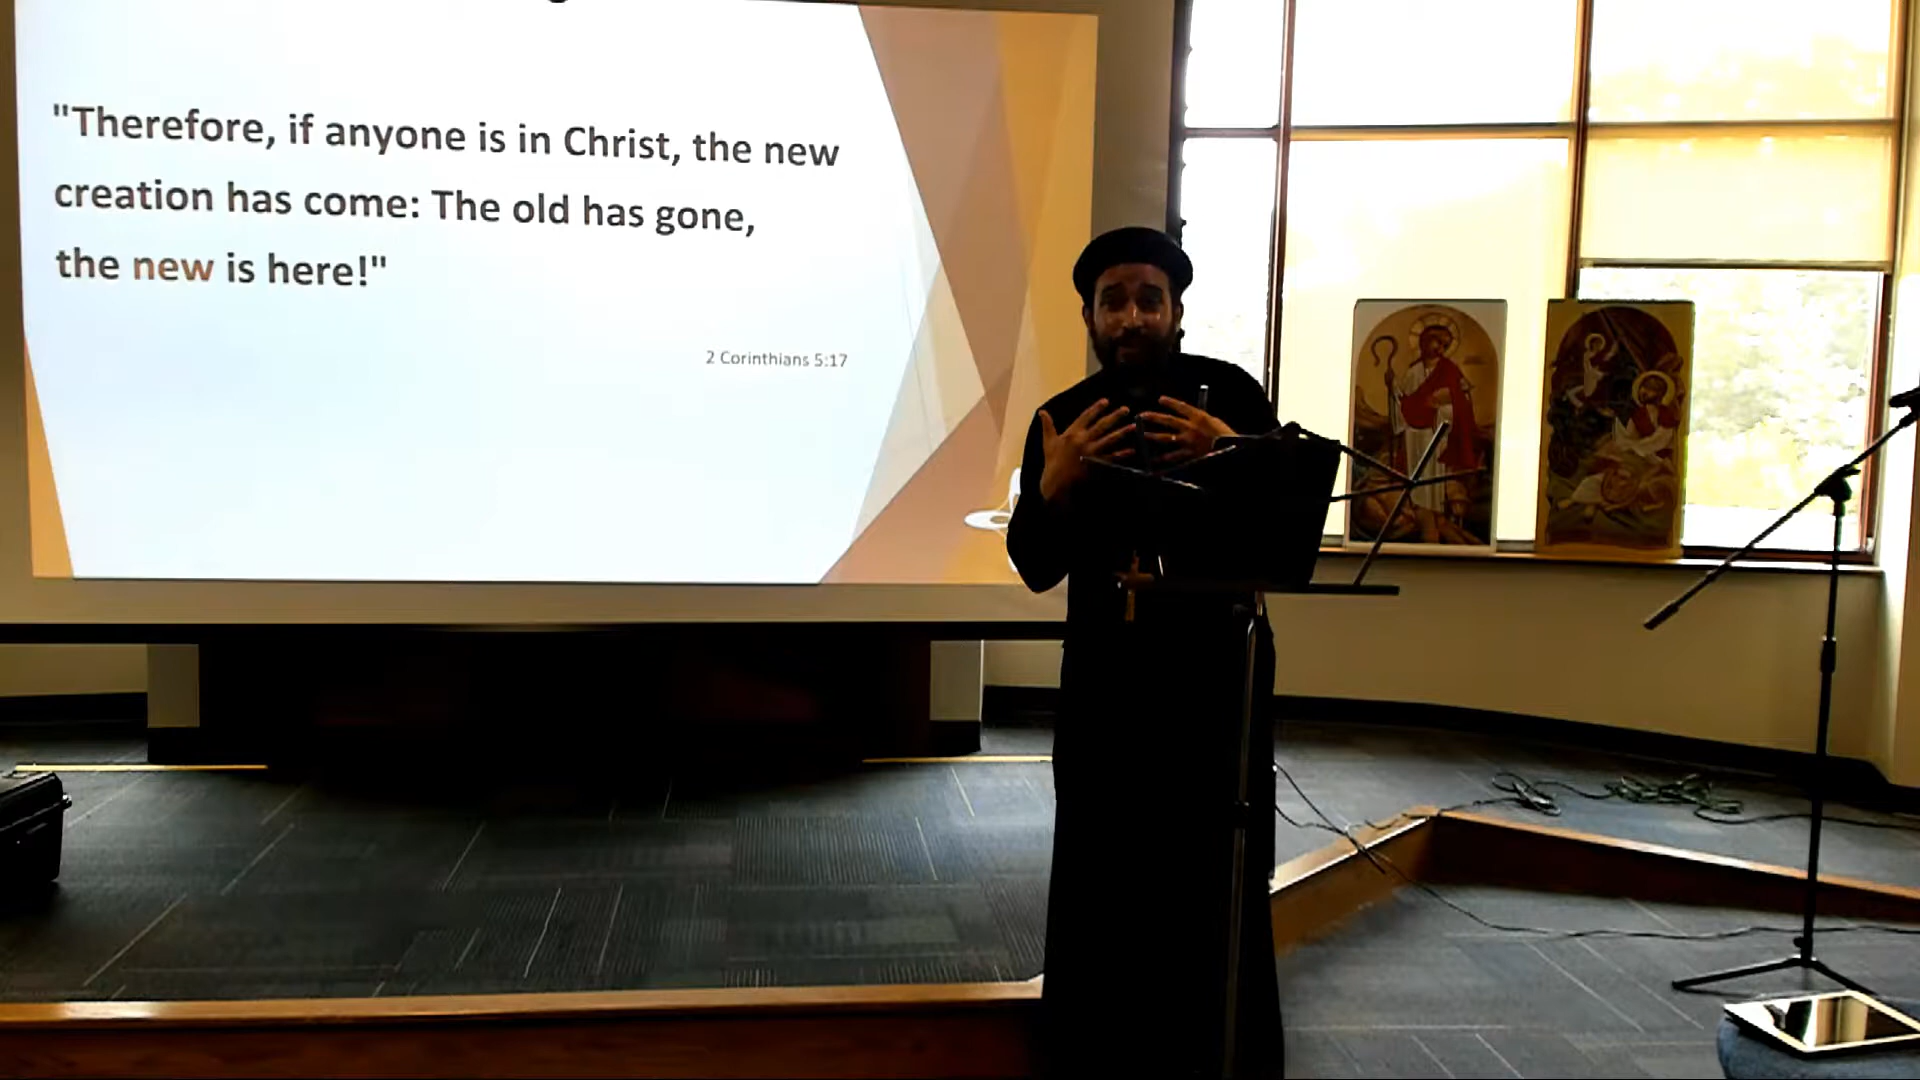 "Therefore, if anyone is in Christ, the new
creation has come: The old has gone,
the new is here!"
2 Corinthians 5:17